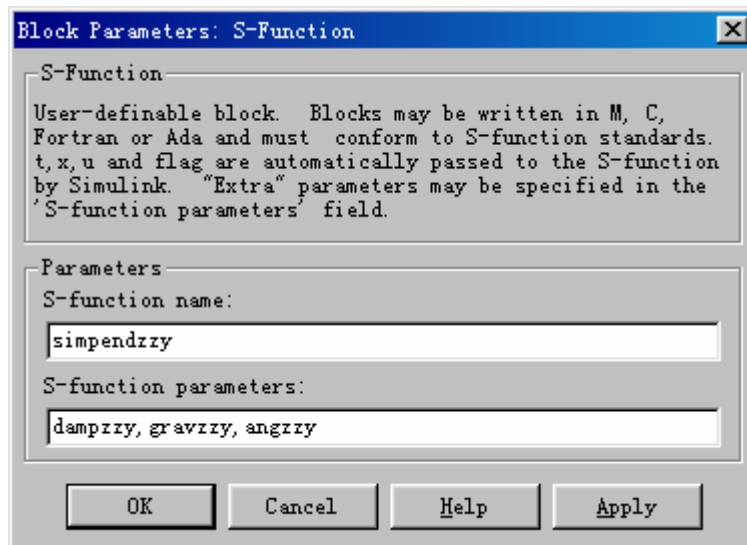 Block Parameters: S-Function
S-Function
User-definable block.  Blocks may be written in M, C,
Fortran or Ada and must  conform to S-function standards.
t,x,u and flag are automatically passed to the S-function
by Simulink.  "Extra" parameters may be specified in the
'S-function parameters' field.
Parameters
S-function name:
simpendzzy
S-function parameters:
dampzzy, gravzzy, angzzy
OK Cancel Help Apply